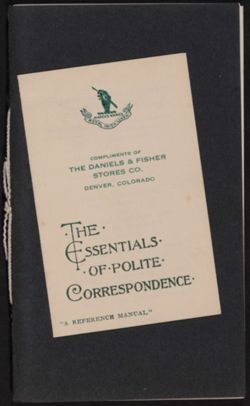 COMPLIMENTS OF
THE DANIELS & FISHER
STORES CO.
DENVER, COLORADO
·THE·
ESSENTIALS·
·OF·POLITE·
CORRESPONDENCE·
"A REFERENCE MANUAL"